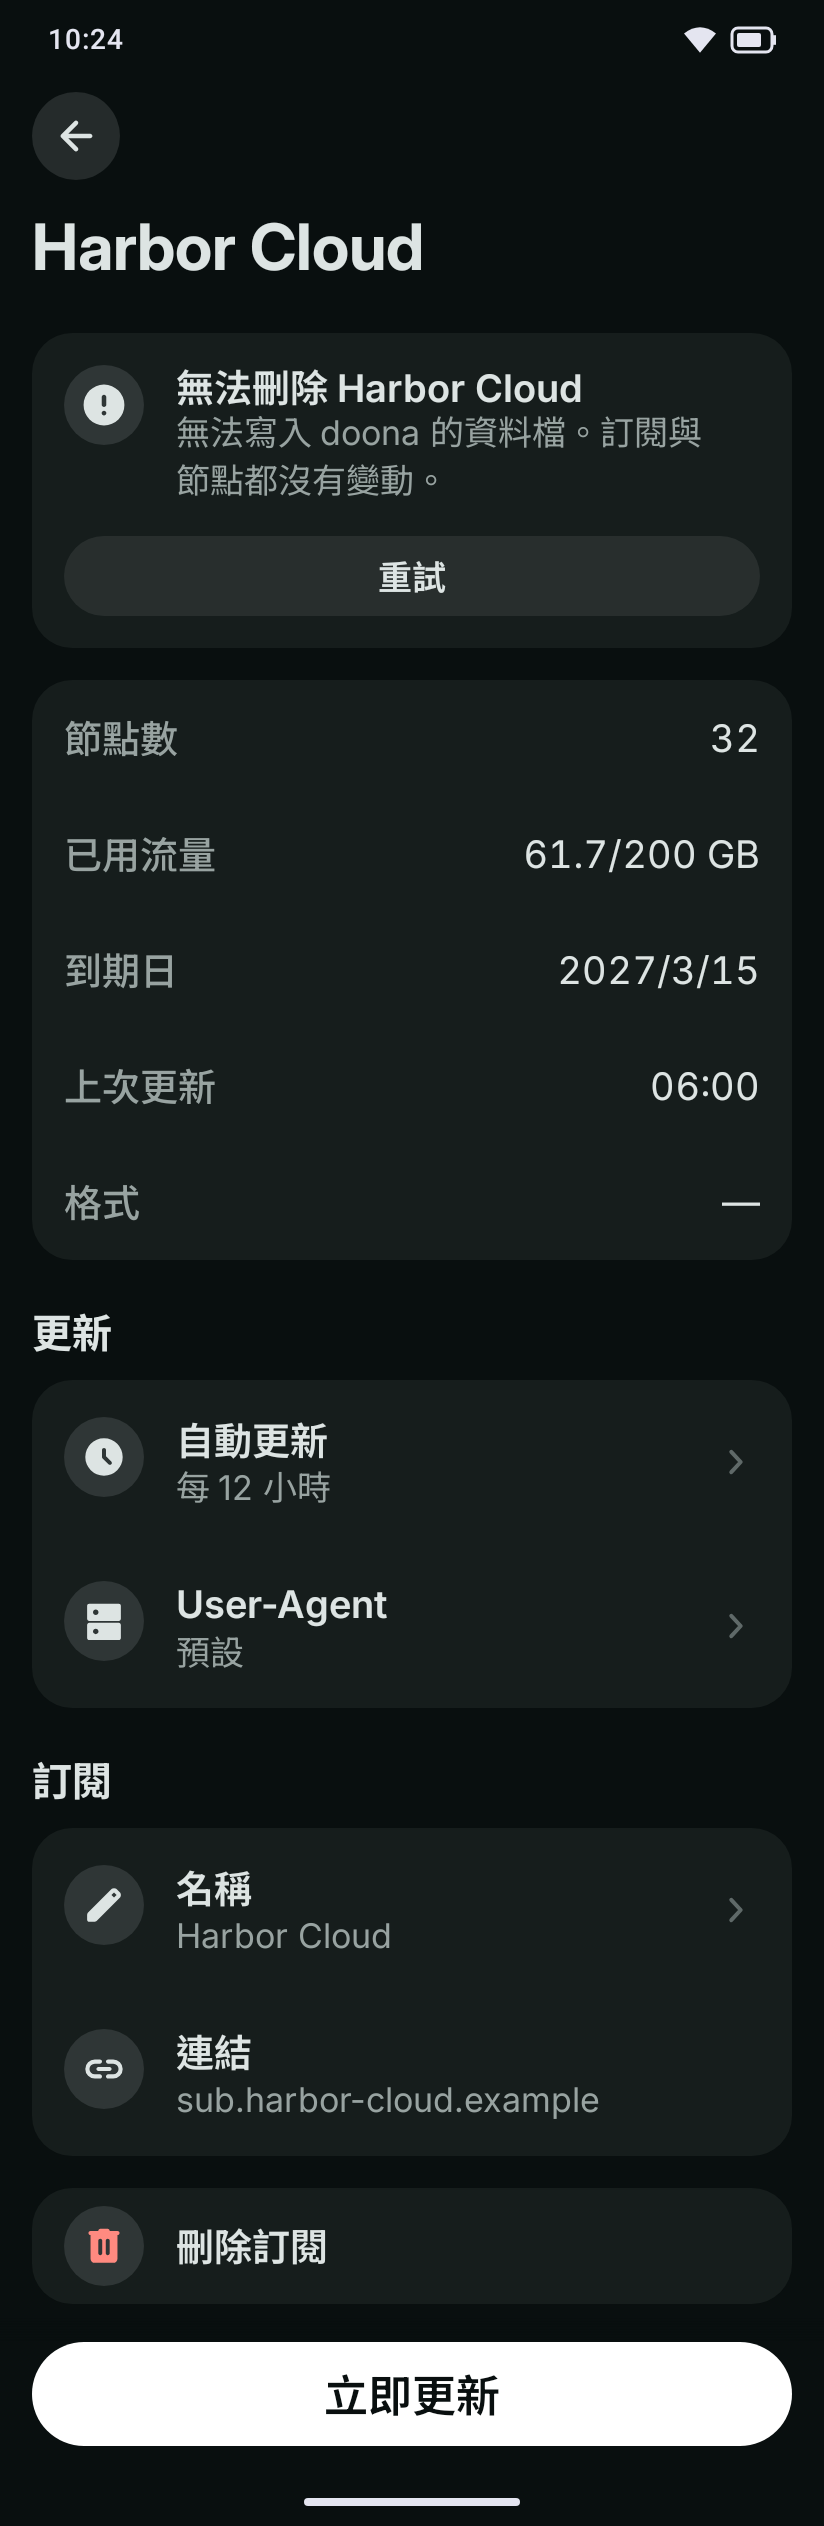 10:24
Harbor Cloud
無法刪除 Harbor Cloud
無法寫入 doona 的資料檔。訂閱與
節點都沒有變動。
重試
節點數 32
已用流量 61.7/200 GB
到期日 2027/3/15
上次更新 06:00
格式 —
更新
自動更新
每 12 小時
User-Agent
預設
訂閱
名稱
Harbor Cloud
連結
sub.harbor-cloud.example
刪除訂閱
立即更新